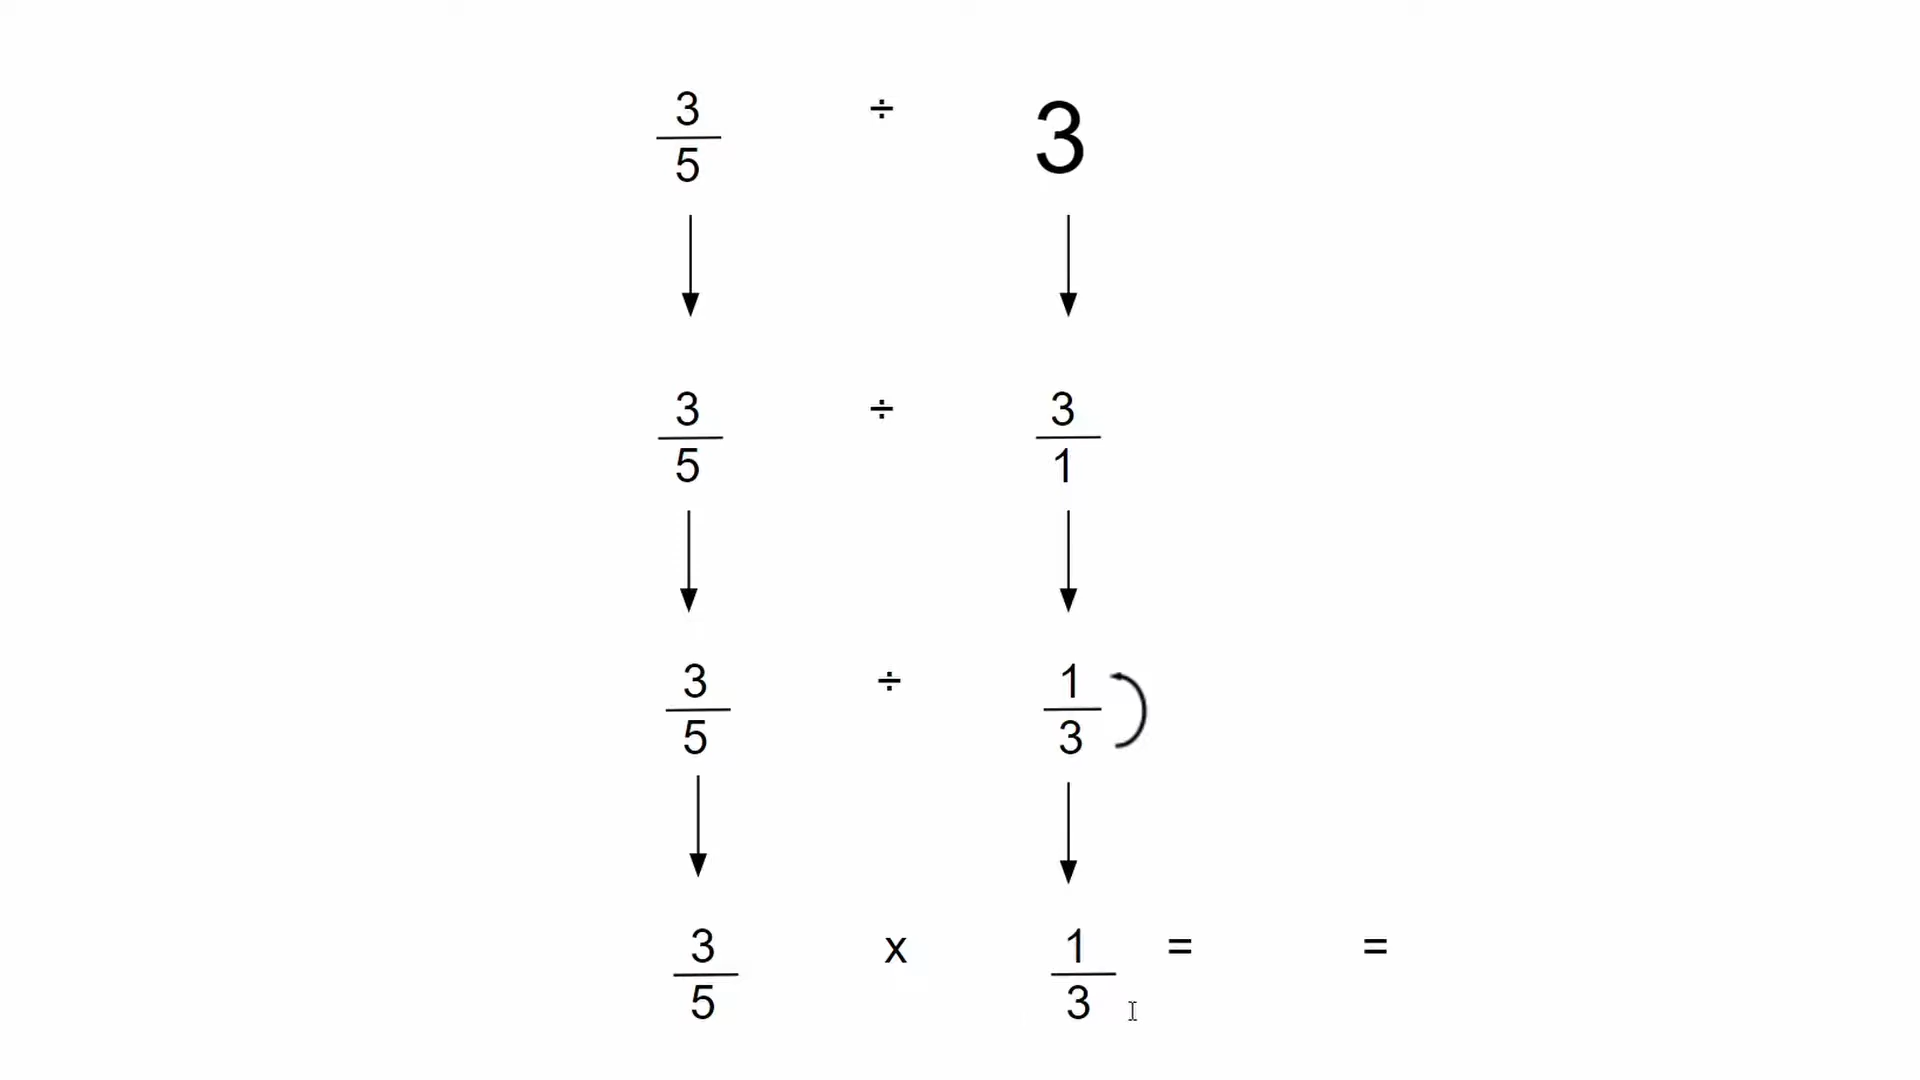 3 ÷ 3
5
3 ÷ 3
5 1
3 ÷ 1
5 3
3 x 1 = =
5 3